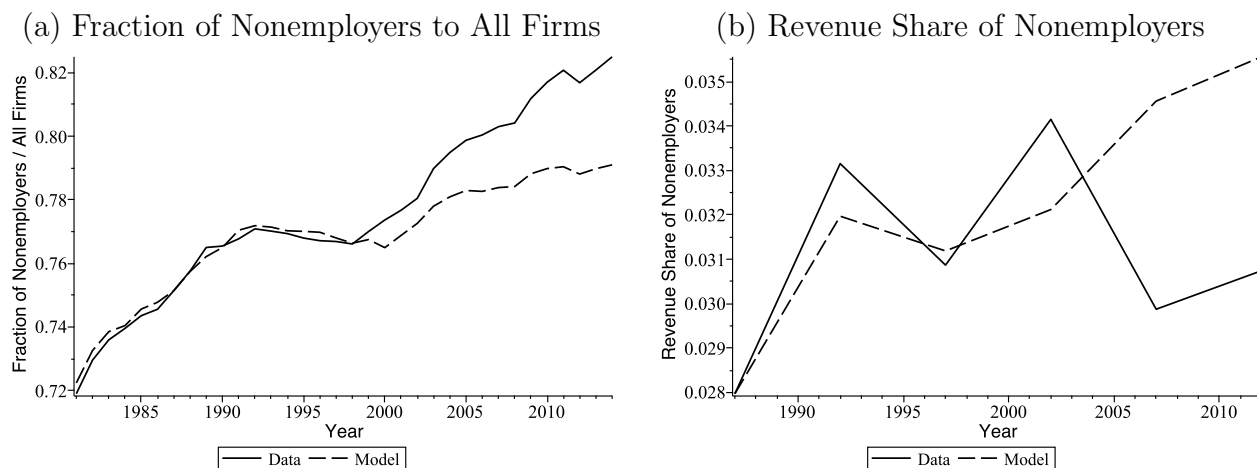 (a) Fraction of Nonemployers to All Firms
Fraction of Nonemployers / All Firms
0.82
0.80
0.78
0.76
0.74
0.72
1985 1990 1995 2000 2005 2010
Year
Data Model
(b) Revenue Share of Nonemployers
Revenue Share of Nonemployers
0.035
0.034
0.033
0.032
0.031
0.030
0.029
0.028
1990 1995 2000 2005 2010
Year
Data Model